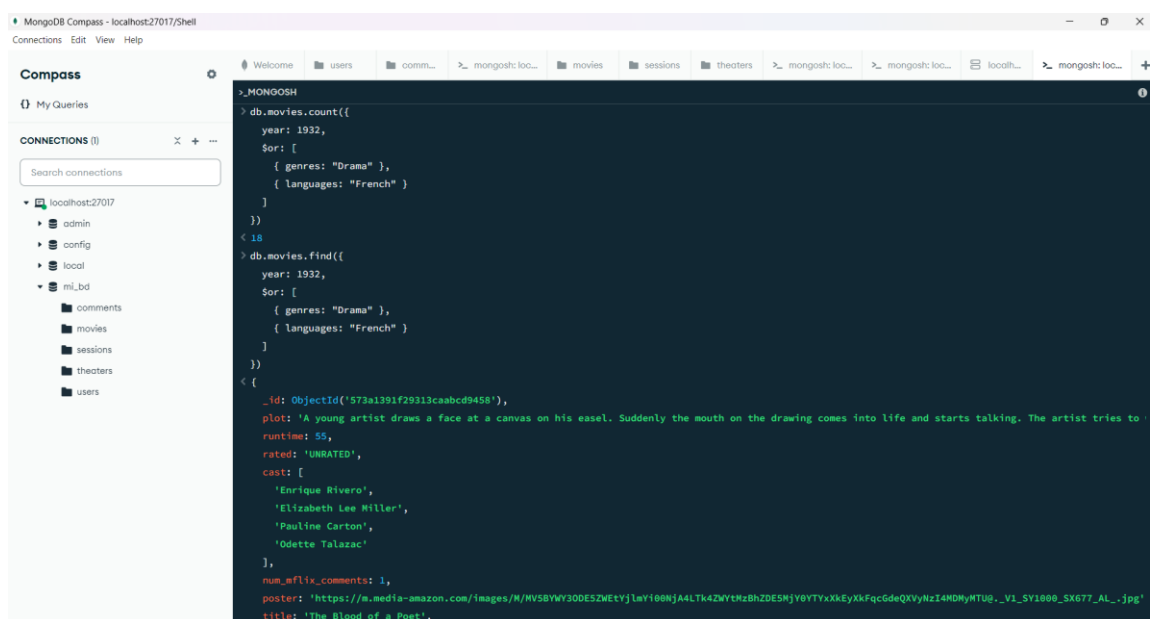 MongoDB Compass - localhost:27017/Shell
Connections Edit View Help
Compass
{} My Queries
CONNECTIONS (1)
Search connections
localhost:27017
admin
config
local
mi_bd
comments
movies
sessions
theaters
users
Welcome users comm... >_ mongosh: loc... movies sessions theaters >_ mongosh: loc... >_ mongosh: loc... localh... >_ mongosh: loc... +
>_MONGOSH
> db.movies.count({
year: 1932,
$or: [
{ genres: "Drama" },
{ languages: "French" }
]
})
< 18
> db.movies.find({
year: 1932,
$or: [
{ genres: "Drama" },
{ languages: "French" }
]
})
< {
_id: ObjectId('573a1391f29313caabcd9458'),
plot: 'A young artist draws a face at a canvas on his easel. Suddenly the mouth on the drawing comes into life and starts talking. The artist tries to
runtime: 55,
rated: 'UNRATED',
cast: [
'Enrique Rivero',
'Elizabeth Lee Miller',
'Pauline Carton',
'Odette Talazac'
],
num_mflix_comments: 1,
poster: 'https://m.media-amazon.com/images/M/MV5BYWY3ODE5ZWEtYjlmYi00NjA4LTk4ZWYtMzBhZDE5MjY0YTYxXkEyXkFqcGdeQXVyNzI4MDMyMTU@._V1_SY1000_SX677_AL_.jpg'
title: 'The Blood of a Poet',